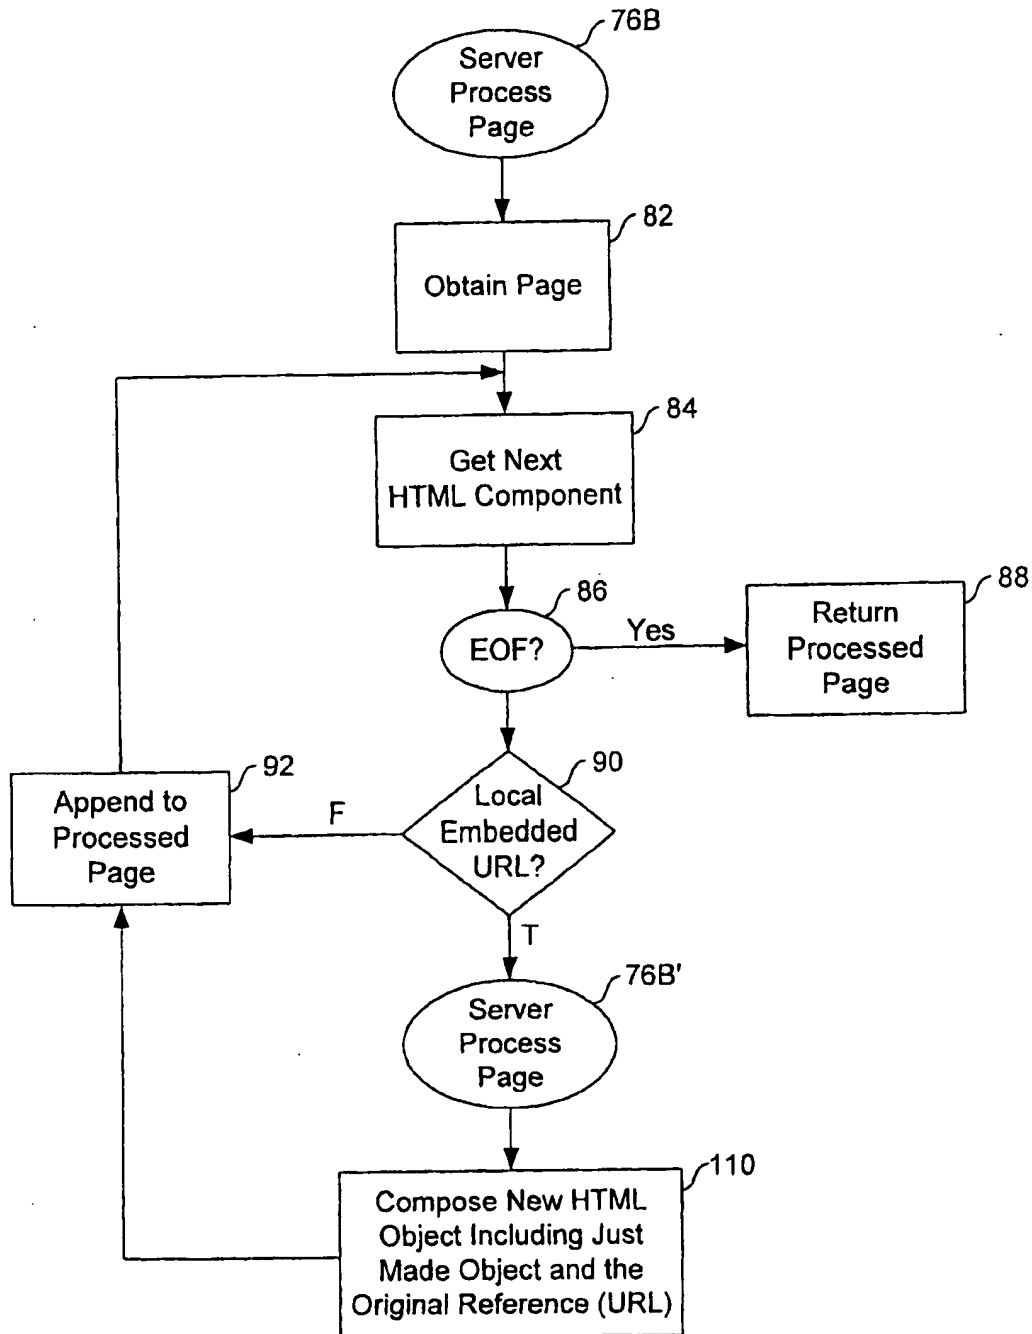 76B
Server
Process
Page
82
Obtain Page
84
Get Next
HTML Component
86
EOF?
Yes
88
Return
Processed
Page
90
Local
Embedded
URL?
F
92
Append to
Processed
Page
T
76B'
Server
Process
Page
110
Compose New HTML
Object Including Just
Made Object and the
Original Reference (URL)